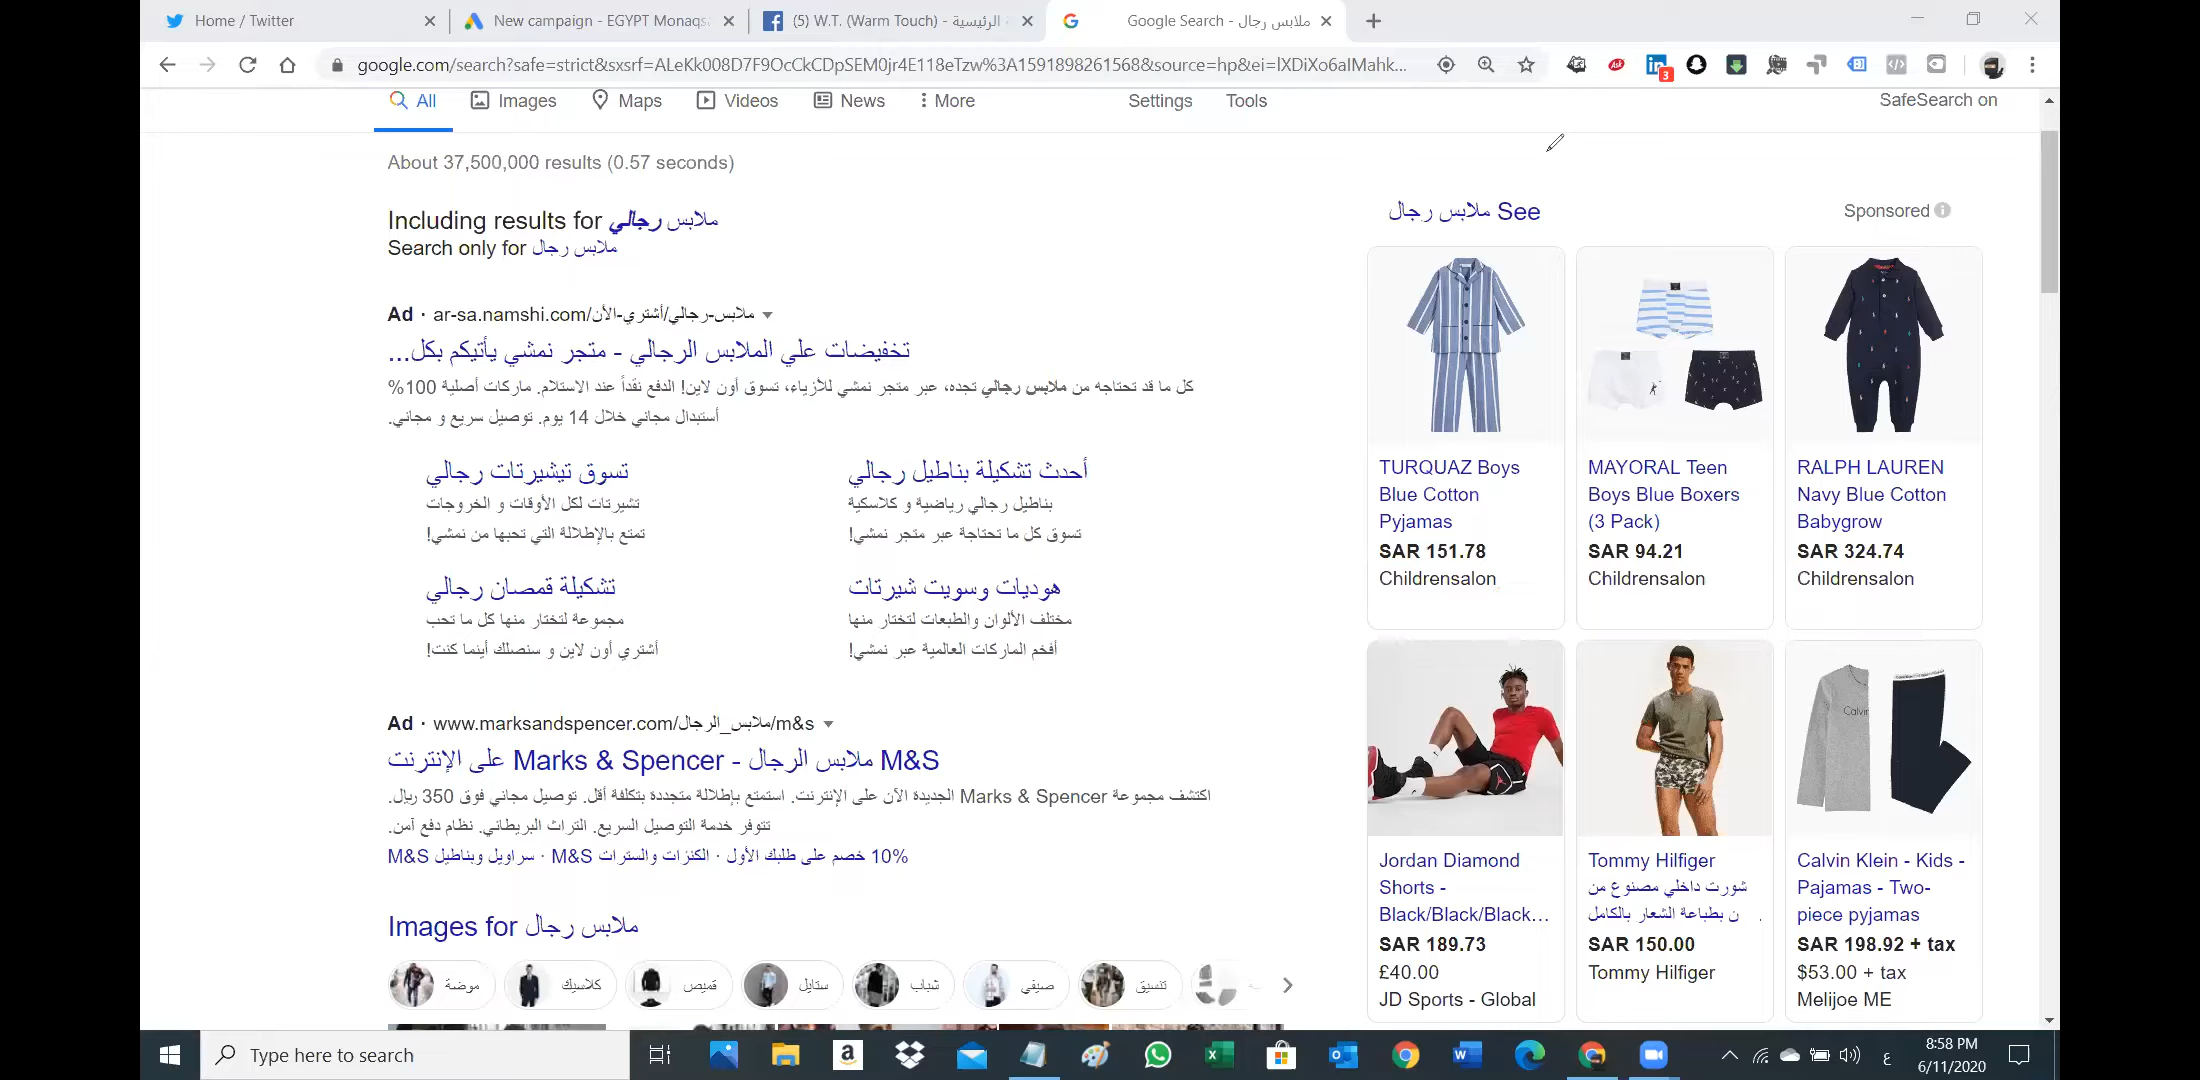 Home / Twitter
New campaign - EGYPT Monaqs
(5) W.T. (Warm Touch) - الرئيسية
ملابس رجال - Google Search
google.com/search?safe=strict&sxsrf=ALeKk008D7F9OcCkCDpSEM0jr4E118eTzw%3A1591898261568&source=hp&ei=lXDiXo6aIMahk...
3
All
Images
Maps
Videos
News
More
Settings
Tools
SafeSearch on
About 37,500,000 results (0.57 seconds)
Including results for ملابس رجالي
Search only for ملابس رجال
Ad · ar-sa.namshi.com/ملابس-رجالي/أشتري-الأن
تخفيضات علي الملابس الرجالي - متجر نمشي يأتيكم بكل...
كل ما قد تحتاجه من ملابس رجالي تجده، عبر متجر نمشي للأزياء، تسوق أون لاين! الدفع نقداً عند الاستلام. ماركات أصلية 100%
أستبدال مجاني خلال 14 يوم. توصيل سريع و مجاني.
تسوق تيشيرتات رجالي
تشيرتات لكل الأوقات و الخروجات
تمتع بالإطلالة التي تحبها من نمشي!
أحدث تشكيلة بناطيل رجالي
بناطيل رجالي رياضية و كلاسكية
تسوق كل ما تحتاجة عبر متجر نمشي!
تشكيلة قمصان رجالي
مجموعة لتختار منها كل ما تحب
أشتري أون لاين و سنصلك أينما كنت!
هوديات وسويت شيرتات
مختلف الألوان والطبعات لتختار منها
أفخم الماركات العالمية عبر نمشي!
Ad · www.marksandspencer.com/ملابس_الرجال/m&s
M&S ملابس الرجال - Marks & Spencer على الإنترنت
اكتشف مجموعة Marks & Spencer الجديدة الآن على الإنترنت. استمتع بإطلالة متجددة بتكلفة أقل. توصيل مجاني فوق 350 ريال.
تتوفر خدمة التوصيل السريع. التراث البريطاني. نظام دفع آمن.
10% خصم على طلبك الأول · الكنزات والسترات M&S · سراويل وبناطيل M&S
Images for ملابس رجال
موضة
كلاسيك
قميص
ستايل
شباب
صيفي
تنسيق
See ملابس رجال
Sponsored
TURQUAZ Boys
Blue Cotton
Pyjamas
SAR 151.78
Childrensalon
MAYORAL Teen
Boys Blue Boxers
(3 Pack)
SAR 94.21
Childrensalon
RALPH LAUREN
Navy Blue Cotton
Babygrow
SAR 324.74
Childrensalon
Jordan Diamond
Shorts -
Black/Black/Black...
SAR 189.73
£40.00
JD Sports - Global
Tommy Hilfiger
شورت داخلي مصنوع من
ن بطباعة الشعار بالكامل
SAR 150.00
Tommy Hilfiger
Calvin Klein - Kids -
Pajamas - Two-
piece pyjamas
SAR 198.92 + tax
$53.00 + tax
Melijoe ME
Type here to search
ع
8:58 PM
6/11/2020